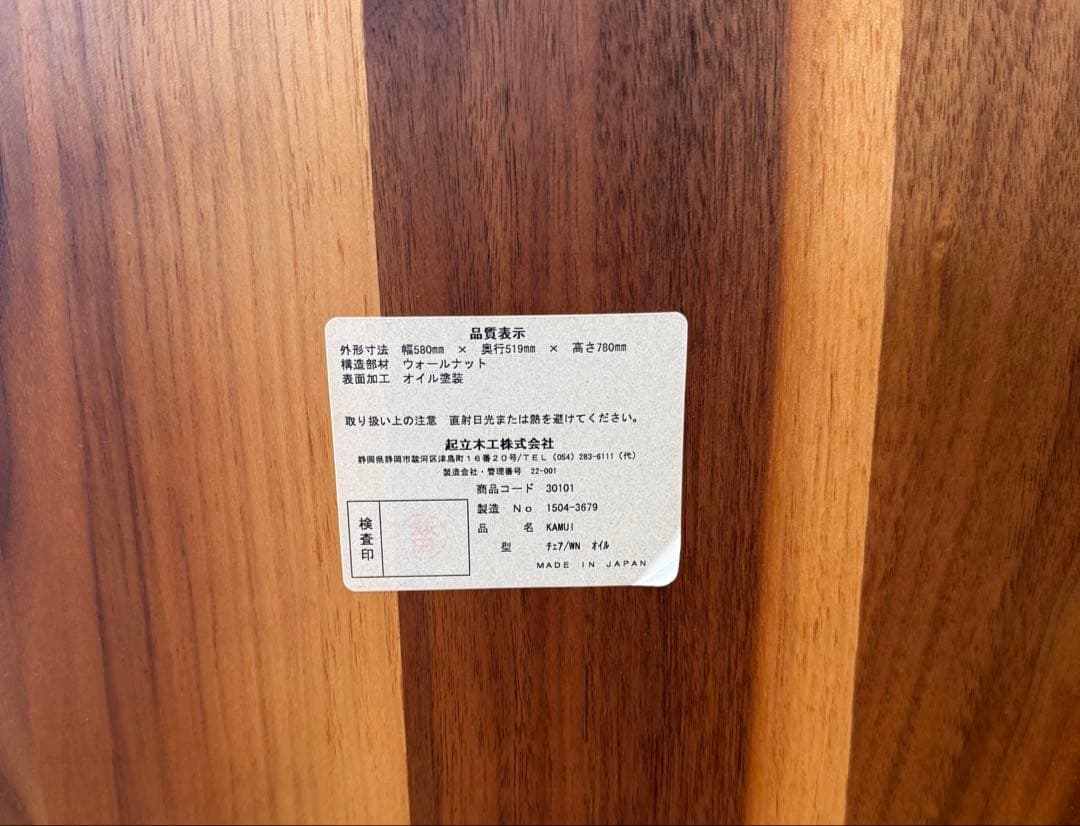 品質表示
外形寸法 幅580mm × 奥行519mm × 高さ780mm
構造部材 ウォールナット
表面加工 オイル塗装
取り扱い上の注意 直射日光または熱を避けてください。
起立木工株式会社
静岡県静岡市駿河区津島町16番20号/TEL(054)283-6111(代)
製造会社・管理番号 22-001
商品コード 30101
製造 No 1504-3679
品名 KAMUI
型 チェア/WN オイル
MADE IN JAPAN
検査印